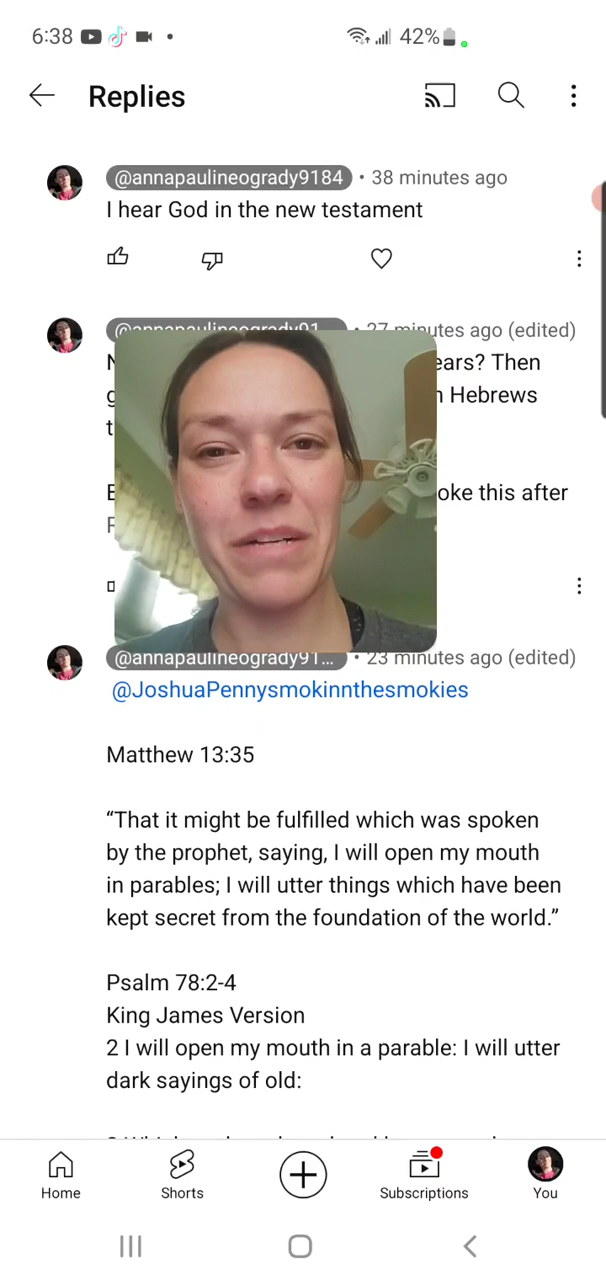 6:38
42%
Replies
@annapaulineogrady9184 • 38 minutes ago
I hear God in the new testament
@annapaulineogrady91... • 27 minutes ago (edited)
ears? Then
Hebrews
oke this after
@annapaulineogrady91... • 23 minutes ago (edited)
@JoshuaPennysmokinnthesmokies
Matthew 13:35
“That it might be fulfilled which was spoken
by the prophet, saying, I will open my mouth
in parables; I will utter things which have been
kept secret from the foundation of the world.”
Psalm 78:2-4
King James Version
2 I will open my mouth in a parable: I will utter
dark sayings of old:
Home
Shorts
Subscriptions
You